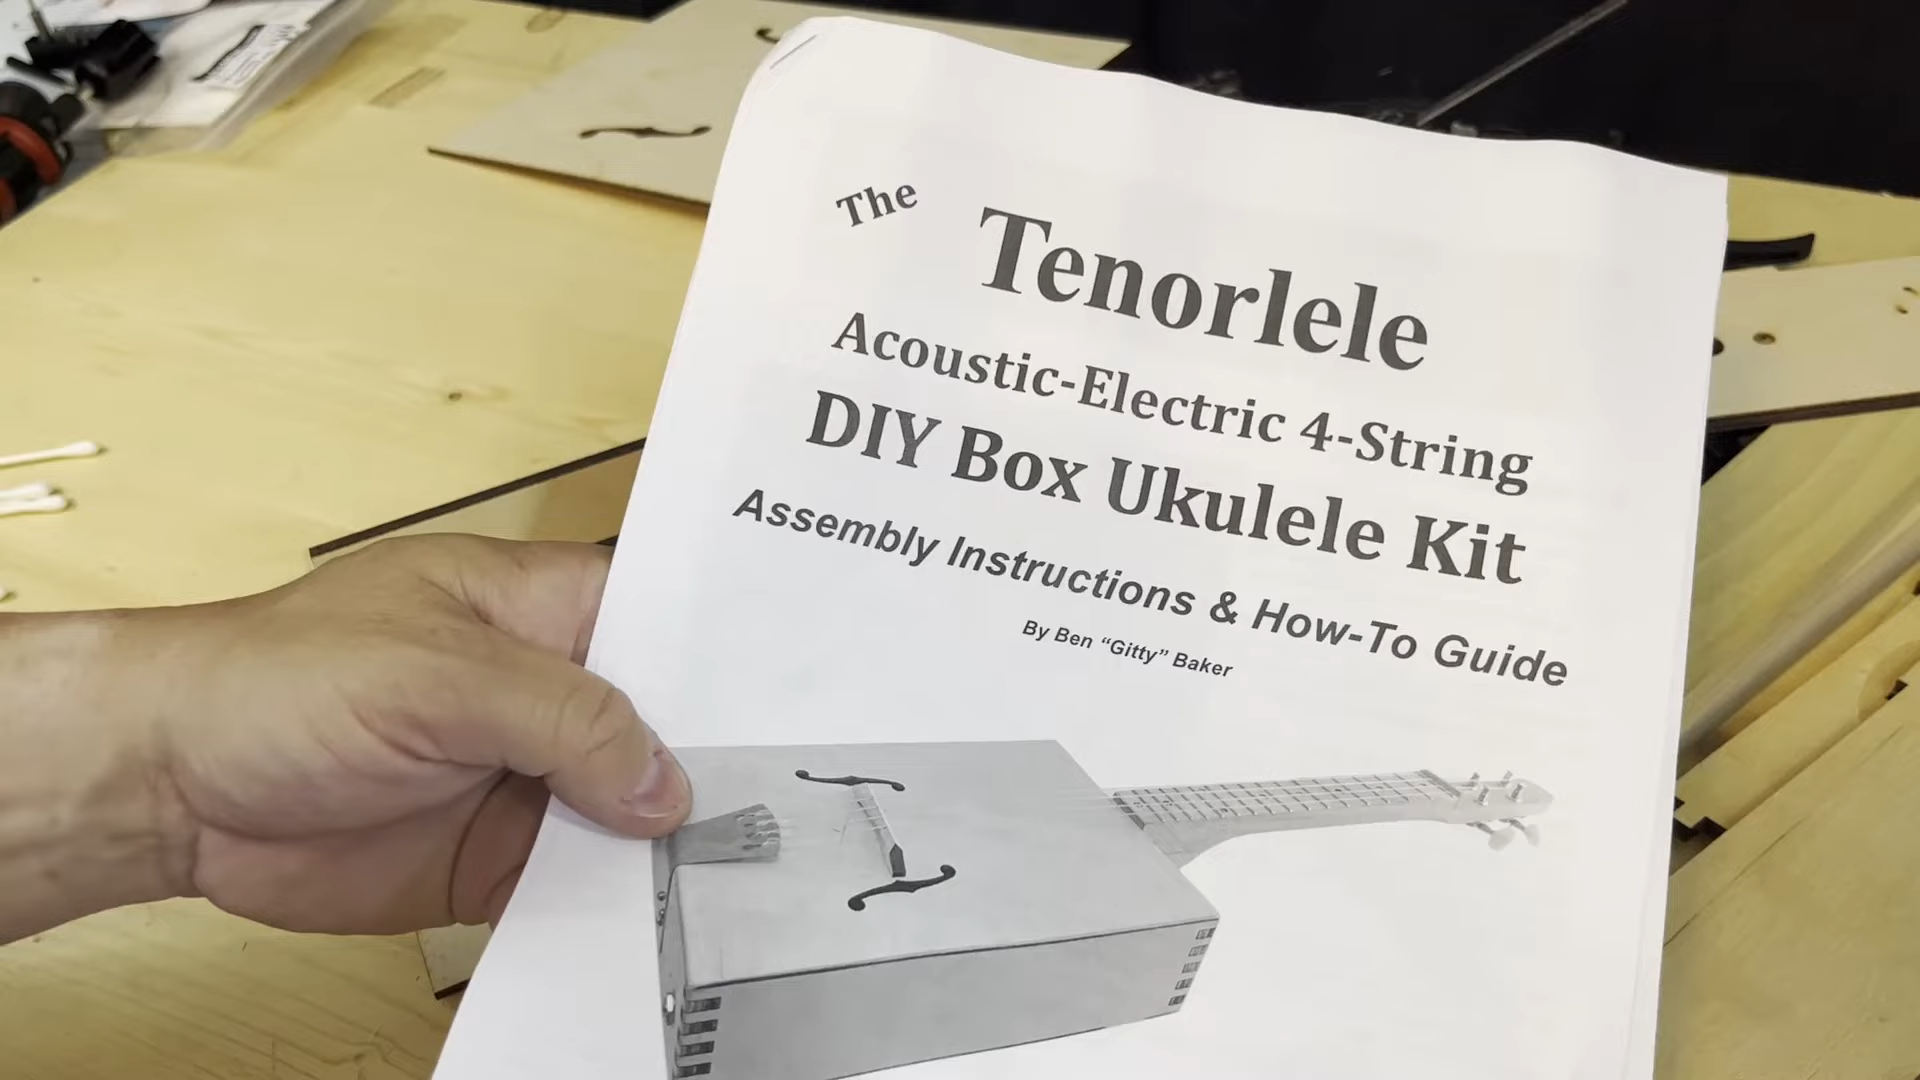 The
Tenorlele
Acoustic-Electric 4-String
DIY Box Ukulele Kit
Assembly Instructions & How-To Guide
By Ben “Gitty” Baker